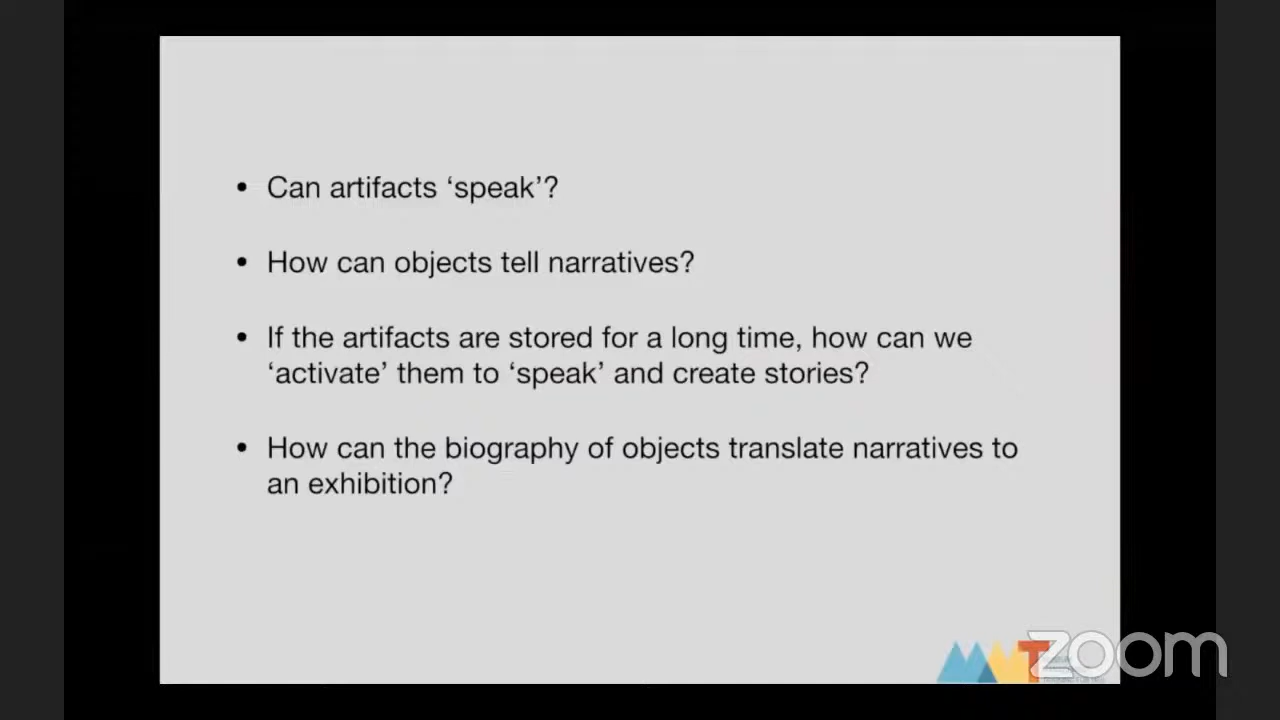 • Can artifacts ‘speak’?
• How can objects tell narratives?
• If the artifacts are stored for a long time, how can we
‘activate’ them to ‘speak’ and create stories?
• How can the biography of objects translate narratives to
an exhibition?
zoom